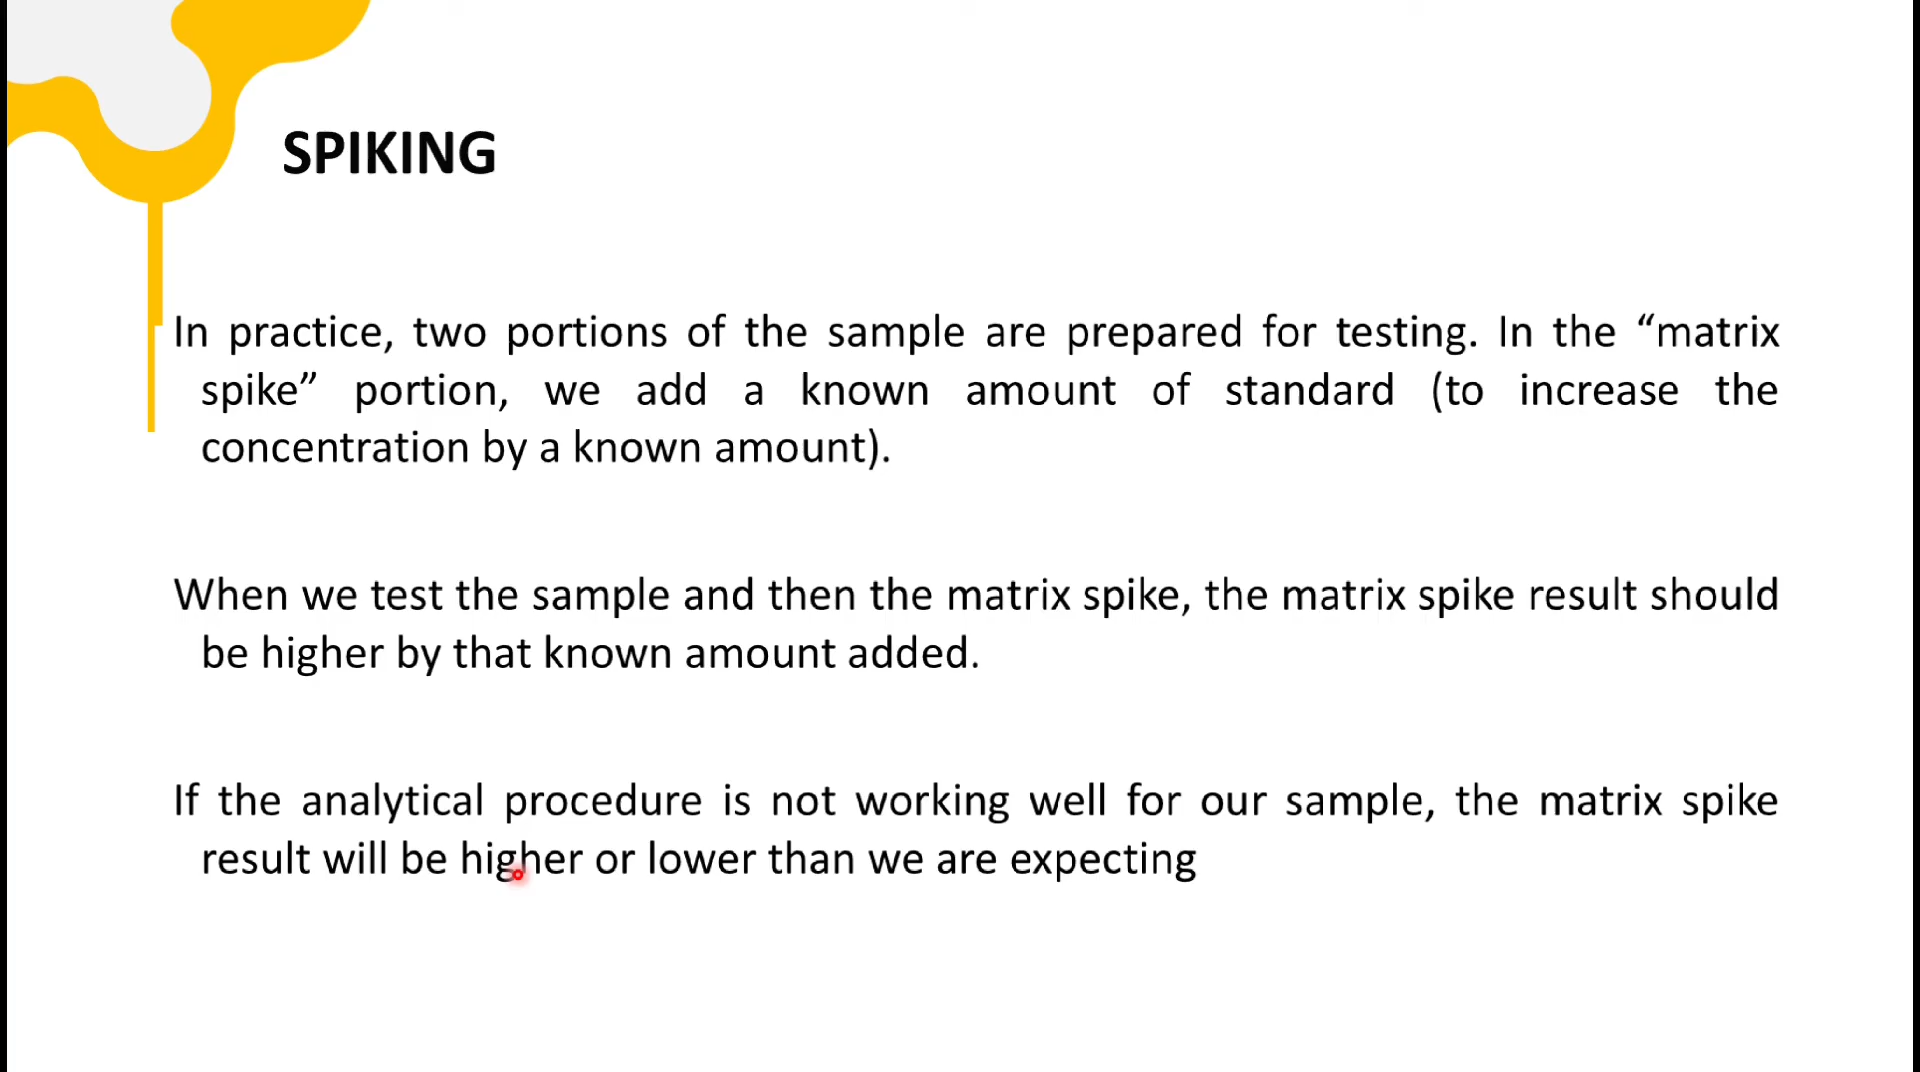 SPIKING
In practice, two portions of the sample are prepared for testing. In the “matrix
spike” portion, we add a known amount of standard (to increase the
concentration by a known amount).
When we test the sample and then the matrix spike, the matrix spike result should
be higher by that known amount added.
If the analytical procedure is not working well for our sample, the matrix spike
result will be higher or lower than we are expecting